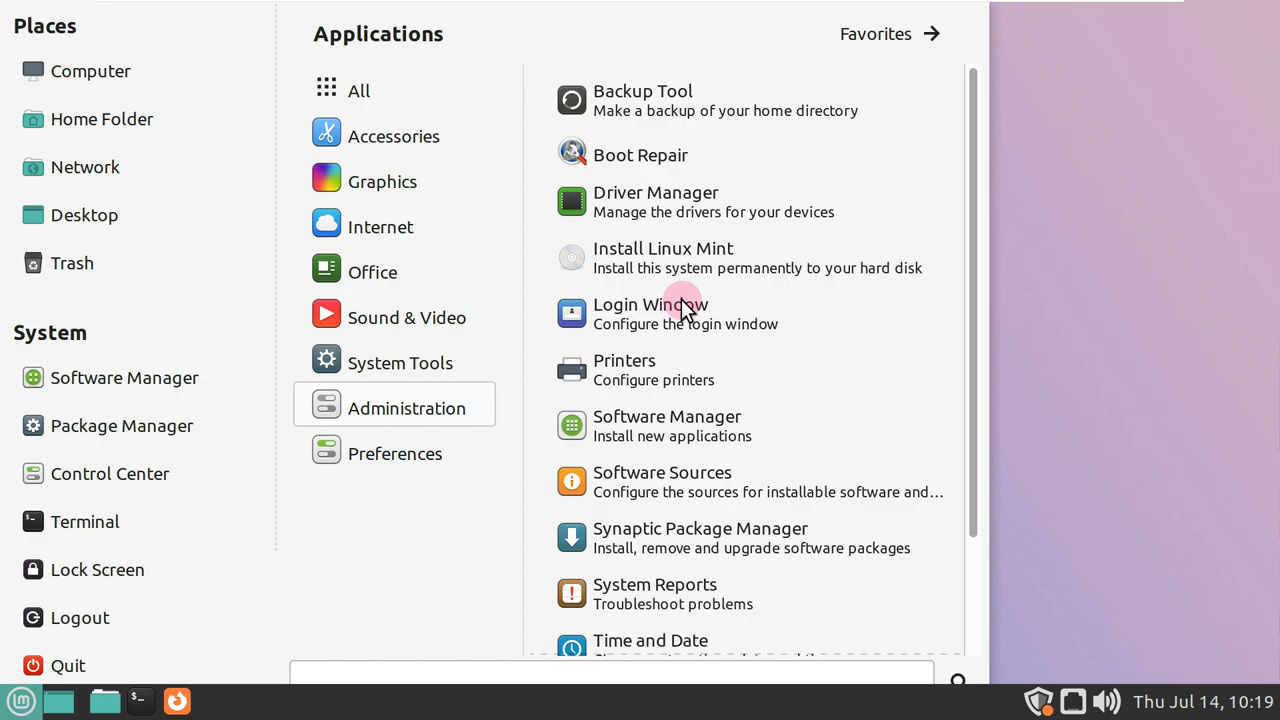 Places
Computer
Home Folder
Network
Desktop
Trash
System
Software Manager
Package Manager
Control Center
Terminal
Lock Screen
Logout
Quit
Applications
Favorites
All
Accessories
Graphics
Internet
Office
Sound & Video
System Tools
Administration
Preferences
Backup Tool
Make a backup of your home directory
Boot Repair
Driver Manager
Manage the drivers for your devices
Install Linux Mint
Install this system permanently to your hard disk
Login Window
Configure the login window
Printers
Configure printers
Software Manager
Install new applications
Software Sources
Configure the sources for installable software and...
Synaptic Package Manager
Install, remove and upgrade software packages
System Reports
Troubleshoot problems
Time and Date
Thu Jul 14, 10:19